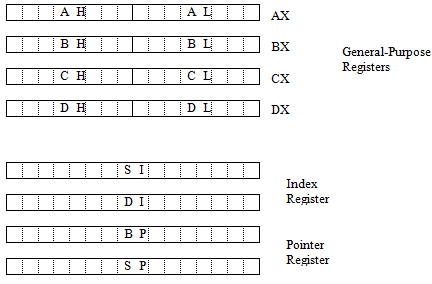 A H A L AX
B H B L BX
General-Purpose
Registers
C H C L CX
D H D L DX
S I
Index
Register
D I
B P
Pointer
Register
S P